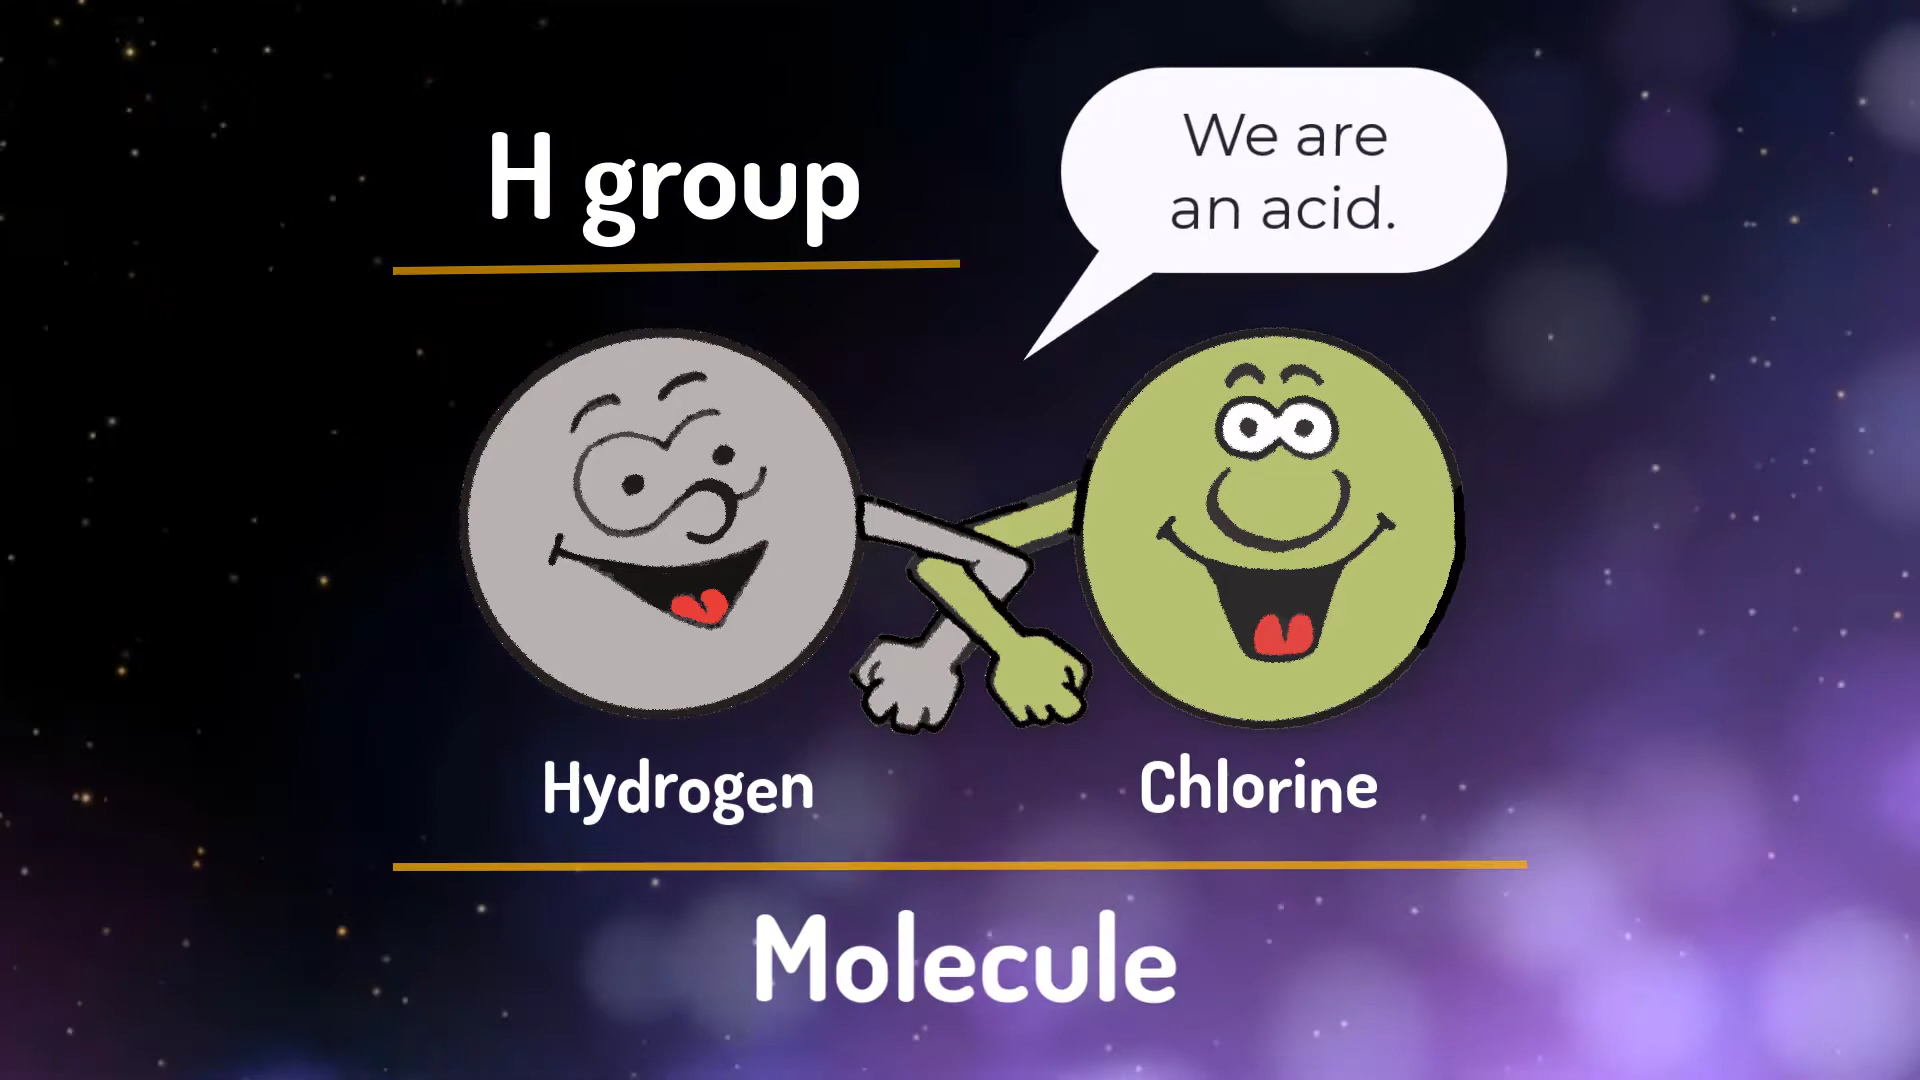 H group
We are
an acid.
Hydrogen
Chlorine
Molecule